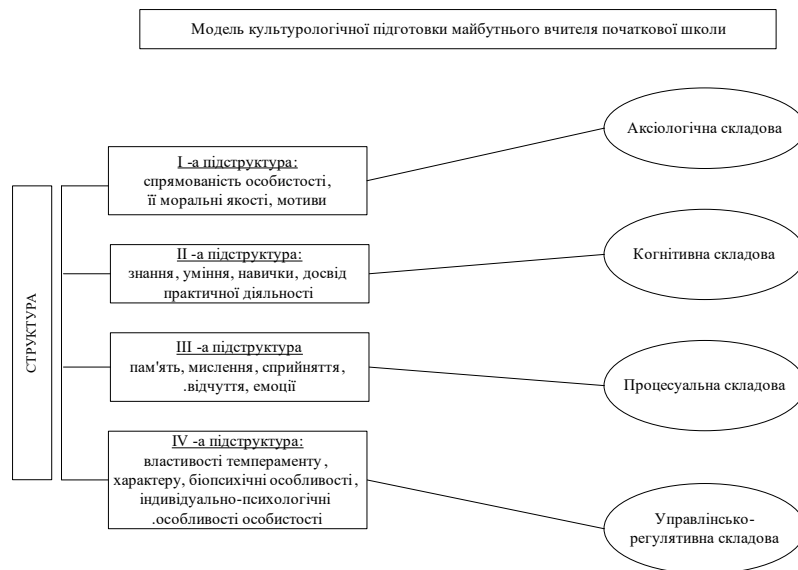 Модель культурологічної підготовки майбутнього вчителя початкової школи
СТРУКТУРА
І -а підструктура:
спрямованість особистості,
її моральні якості, мотиви
Аксіологічна складова
ІІ -а підструктура:
знання, уміння, навички, досвід
практичної діяльності
Когнітивна складова
ІІІ -а підструктура
пам'ять, мислення, сприйняття,
.відчуття, емоції
Процесуальна складова
IV -а підструктура:
властивості темпераменту,
характеру, біопсихічні особливості,
індивідуально-психологічні
.особливості особистості
Управлінсько-
регулятивна складова